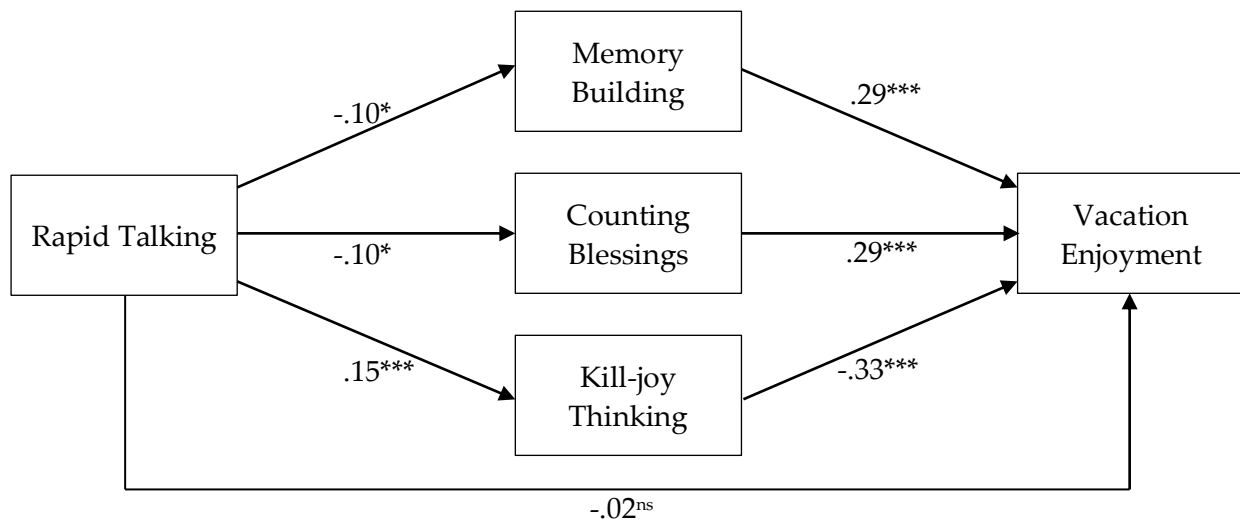 Memory
Building
-.10*
.29***
Rapid Talking
Counting
Blessings
Vacation
Enjoyment
-.10*
.29***
.15***
Kill-joy
Thinking
-.33***
-.02ⁿˢ